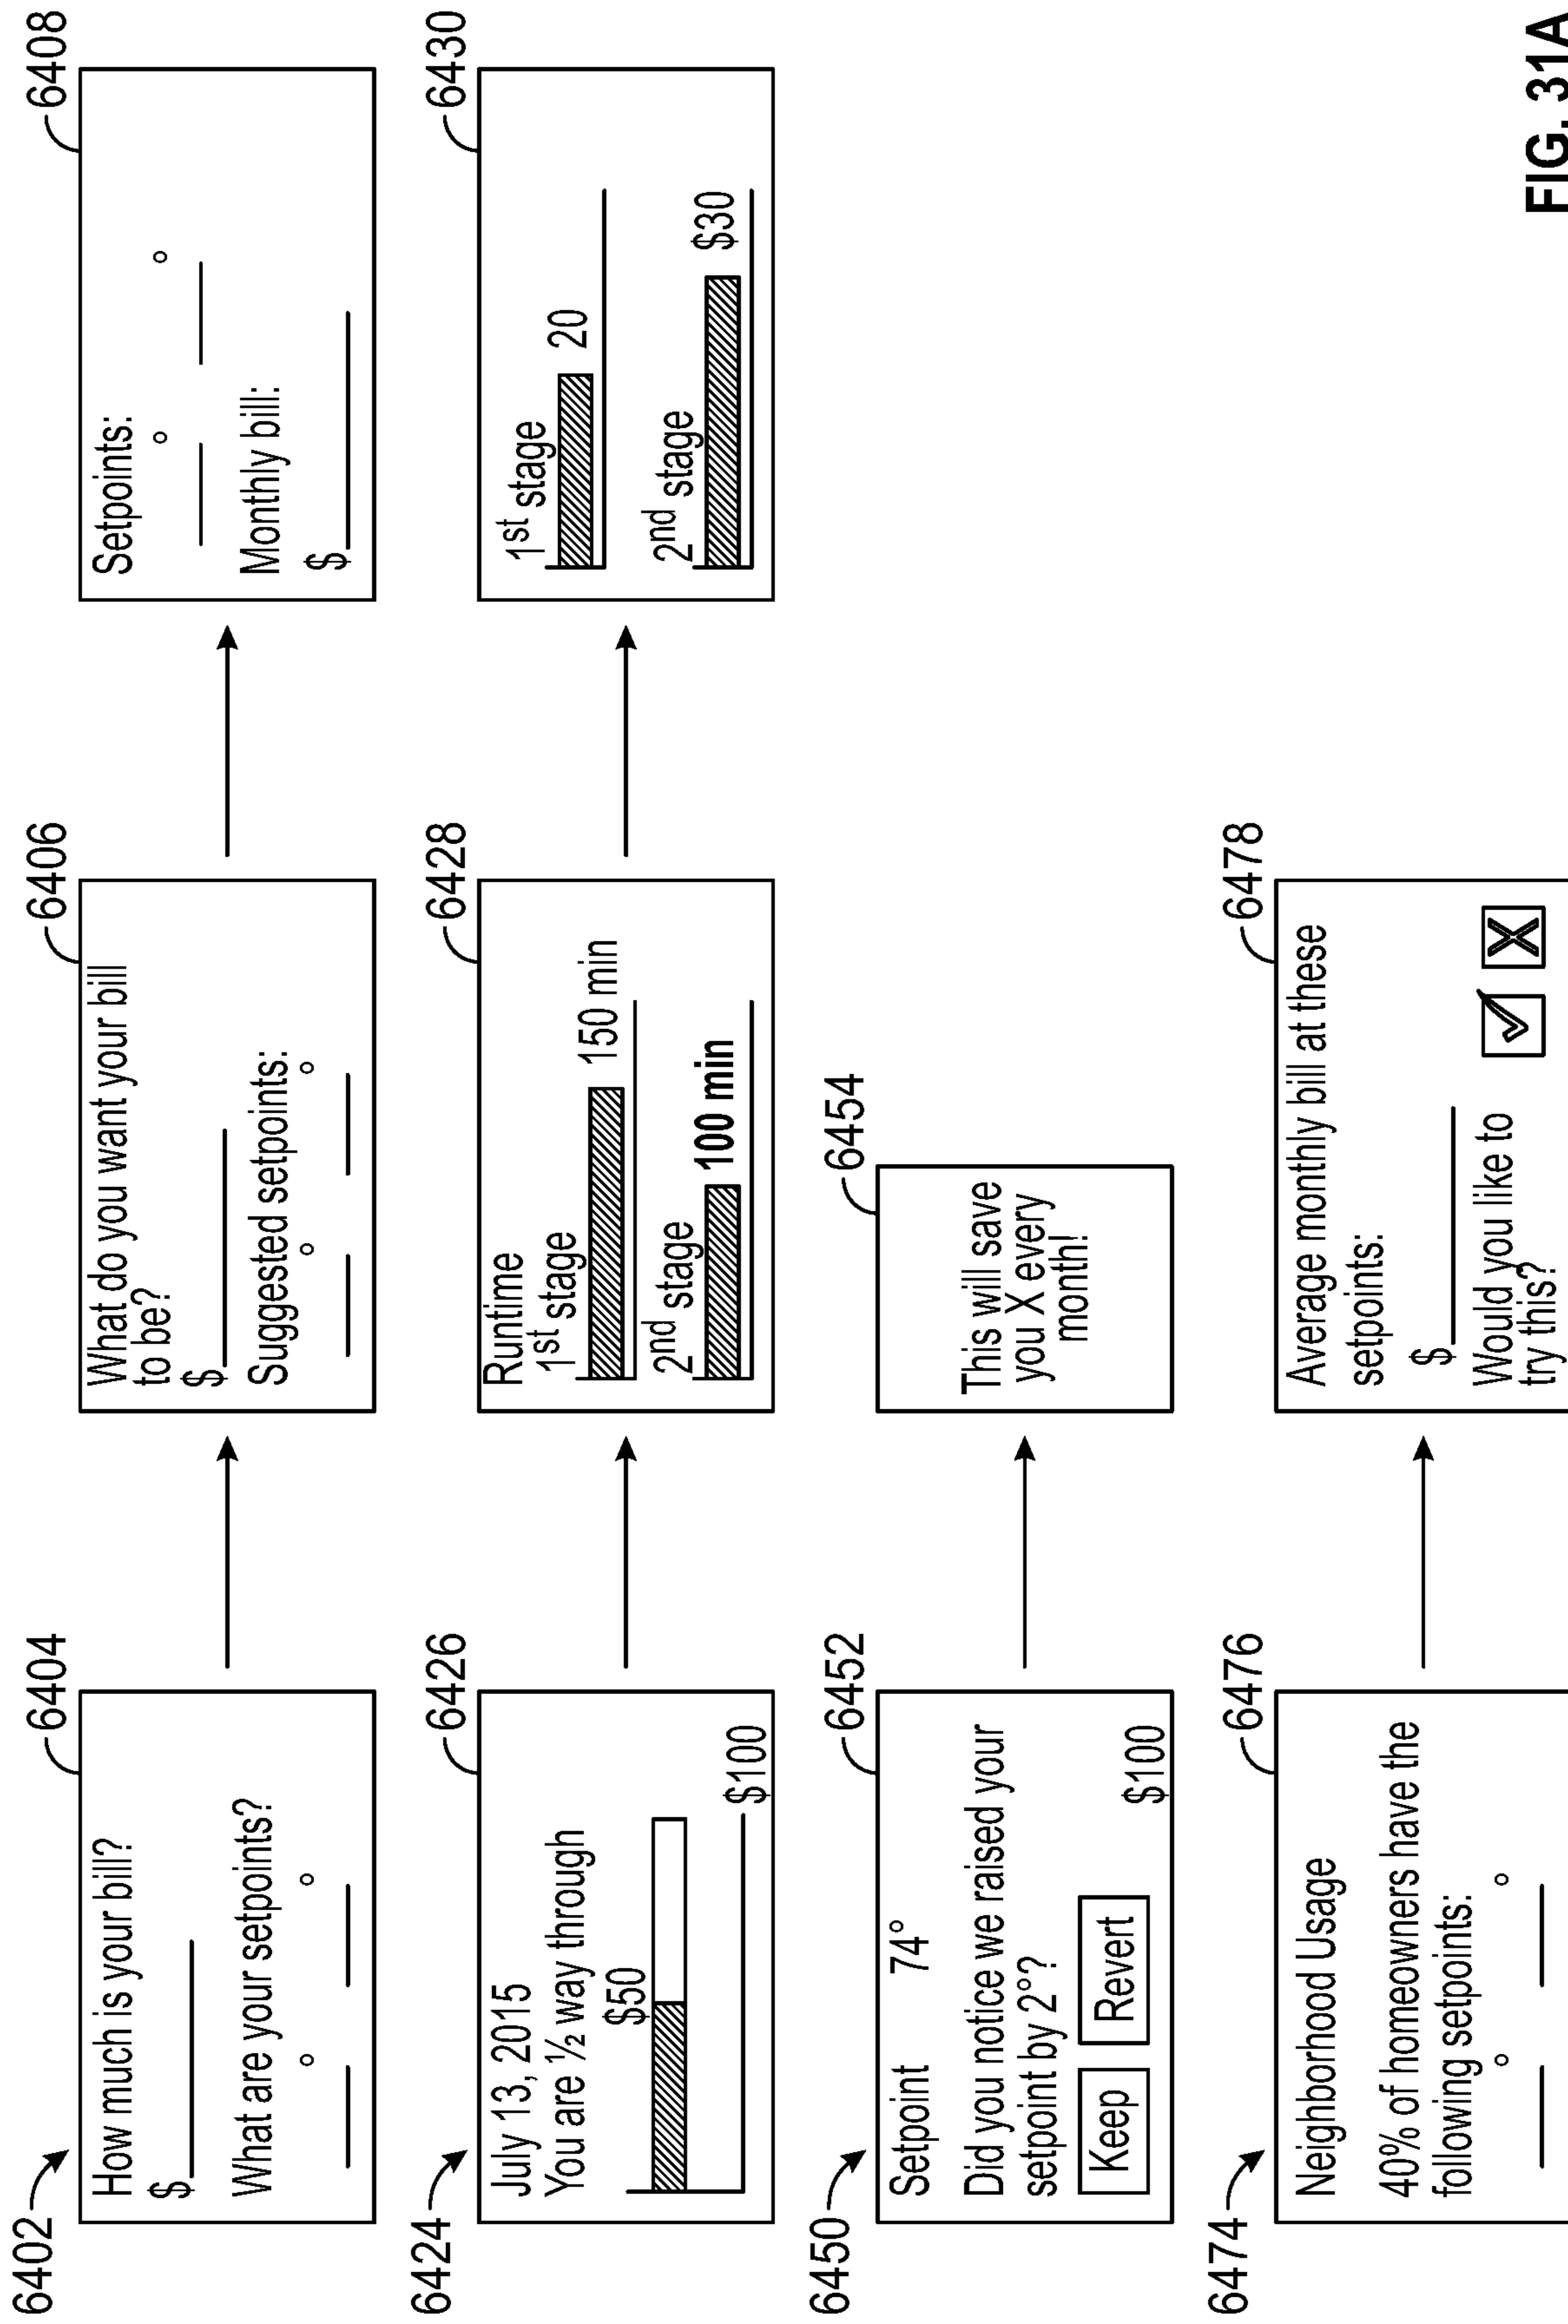 6402
6404
How much is your bill?
$
What are your setpoints?
° °
6406
What do you want your bill
to be?
$
Suggested setpoints:
° °
6408
Setpoints:
° °
Monthly bill:
$
6424
6426
July 13, 2015
You are ½ way through
$50
$100
6428
Runtime
1st stage
150 min
2nd stage
100 min
6430
1st stage
20
2nd stage
$30
6450
6452
Setpoint 74°
Did you notice we raised your
setpoint by 2°?
Keep Revert
$100
6454
This will save
you X every
month!
6474
6476
Neighborhood Usage
40% of homeowners have the
following setpoints:
° °
6478
Average monthly bill at these
setpoints:
$
Would you like to
try this?
X
FIG. 31A